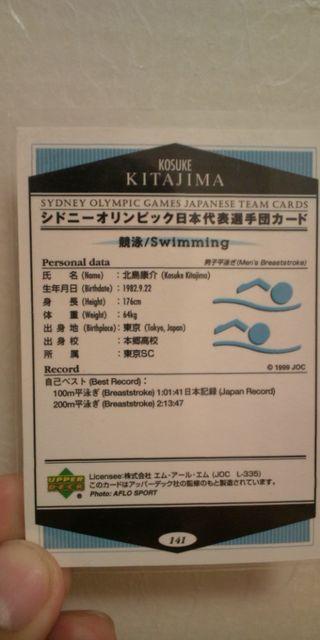 KOSUKE
KITAJIMA
SYDNEY OLYMPIC GAMES JAPANESE TEAM CARDS
シドニーオリンピック日本代表選手団カード
競泳/Swimming
Personal data 男子平泳ぎ(Men's Breaststroke)
氏 名 (Name) : 北島康介 (Kosuke Kitajima)
生年月日 (Birthdate) : 1982.9.22
身 長 (Height) : 176cm
体 重 (Weight) : 64kg
出 身 地 (Birthplace) : 東京 (Tokyo, Japan)
出 身 校 : 本郷高校
所 属 : 東京SC
Record © 1999 JOC
自己ベスト (Best Record) :
100m平泳ぎ (Breaststroke) 1:01:41日本記録 (Japan Record)
200m平泳ぎ (Breaststroke) 2:13:47
UPPER DECK ®
Licensee: 株式会社 エム・アール・エム (JOC L-335)
このカードはアッパーデック社の監修のもと製造されています。
Photo: AFLO SPORT
141